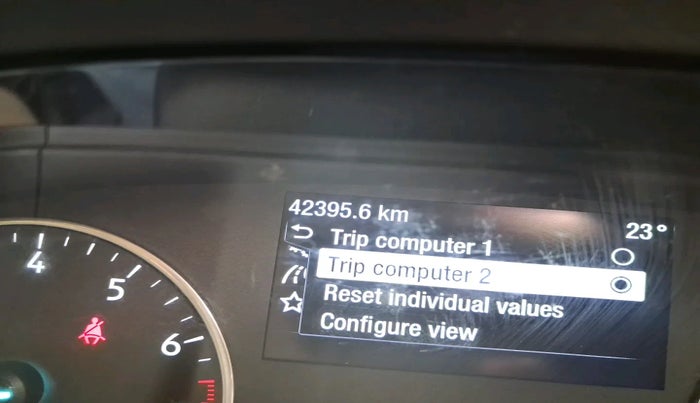 42395.6 km
23°
Trip computer 1
Trip computer 2
Reset individual values
Configure view
4
5
6